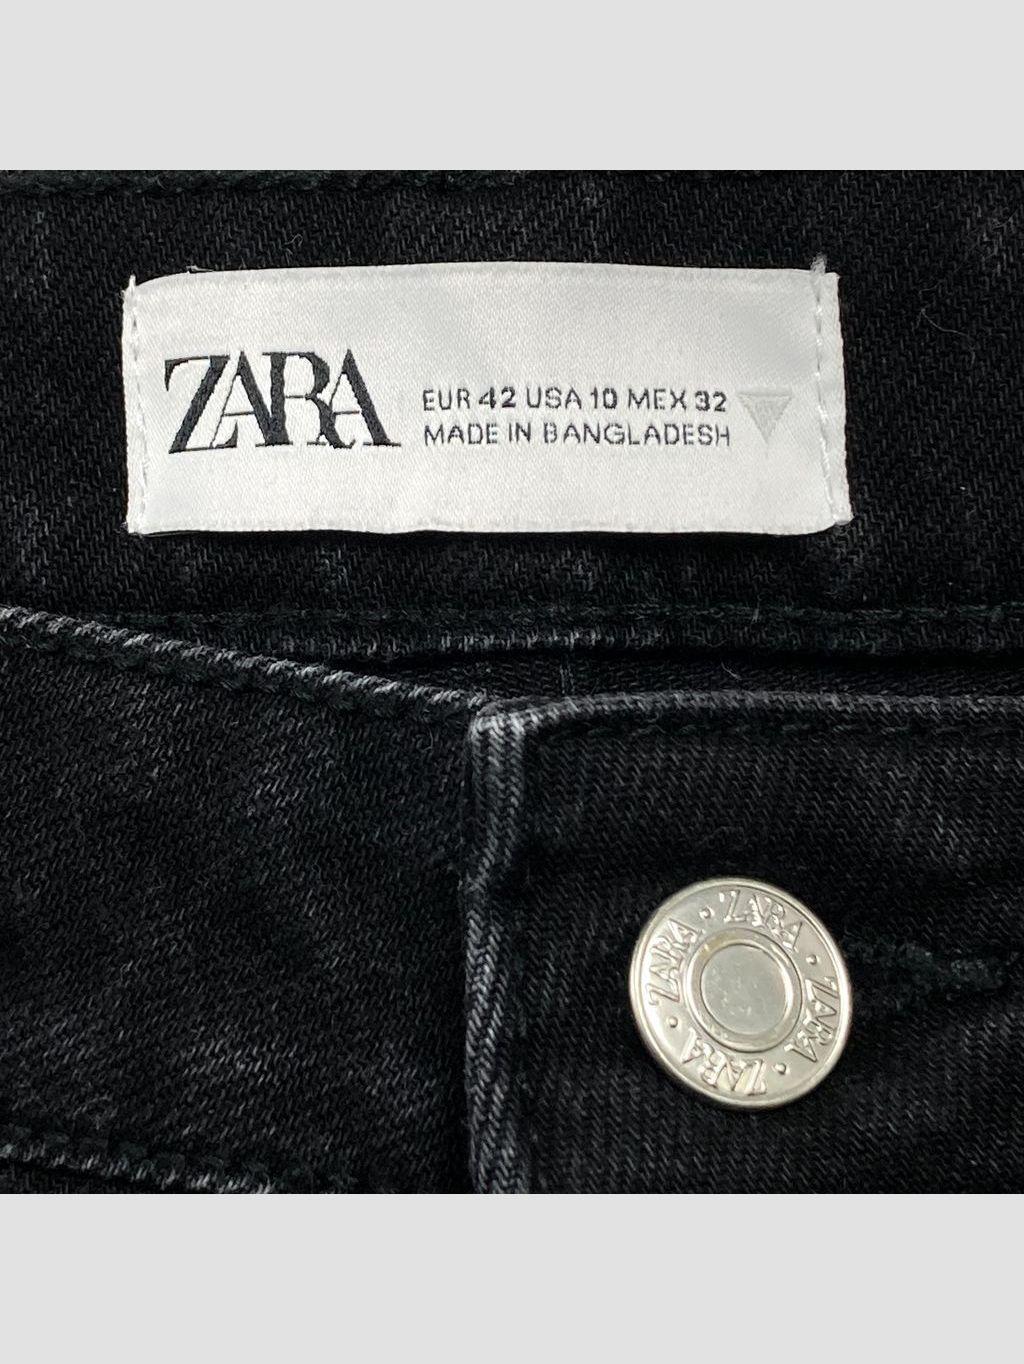 ZARA
EUR 42 USA 10 MEX 32
MADE IN BANGLADESH
ZARA • ZARA • ZARA • ZARA •